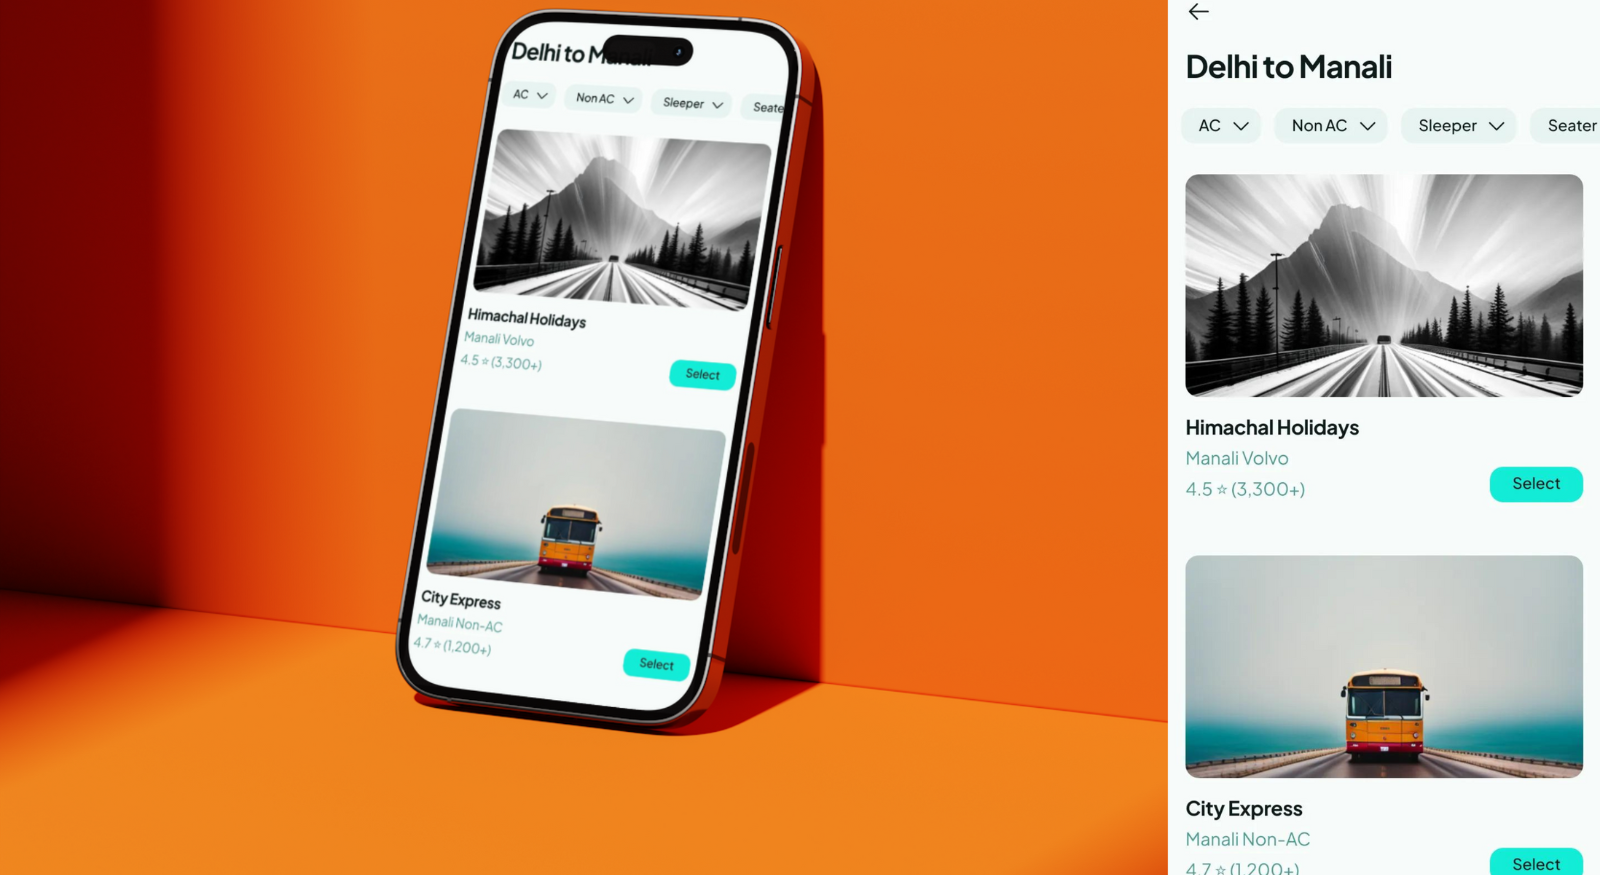 Delhi to Manali
AC
Non AC
Sleeper
Seate
Himachal Holidays
Manali Volvo
4.5 ☆ (3,300+)
Select
City Express
Manali Non-AC
4.7 ☆ (1,200+)
Select
Delhi to Manali
AC
Non AC
Sleeper
Seater
Himachal Holidays
Manali Volvo
4.5 ☆ (3,300+)
Select
City Express
Manali Non-AC
4.7 ☆ (1,200+)
Select